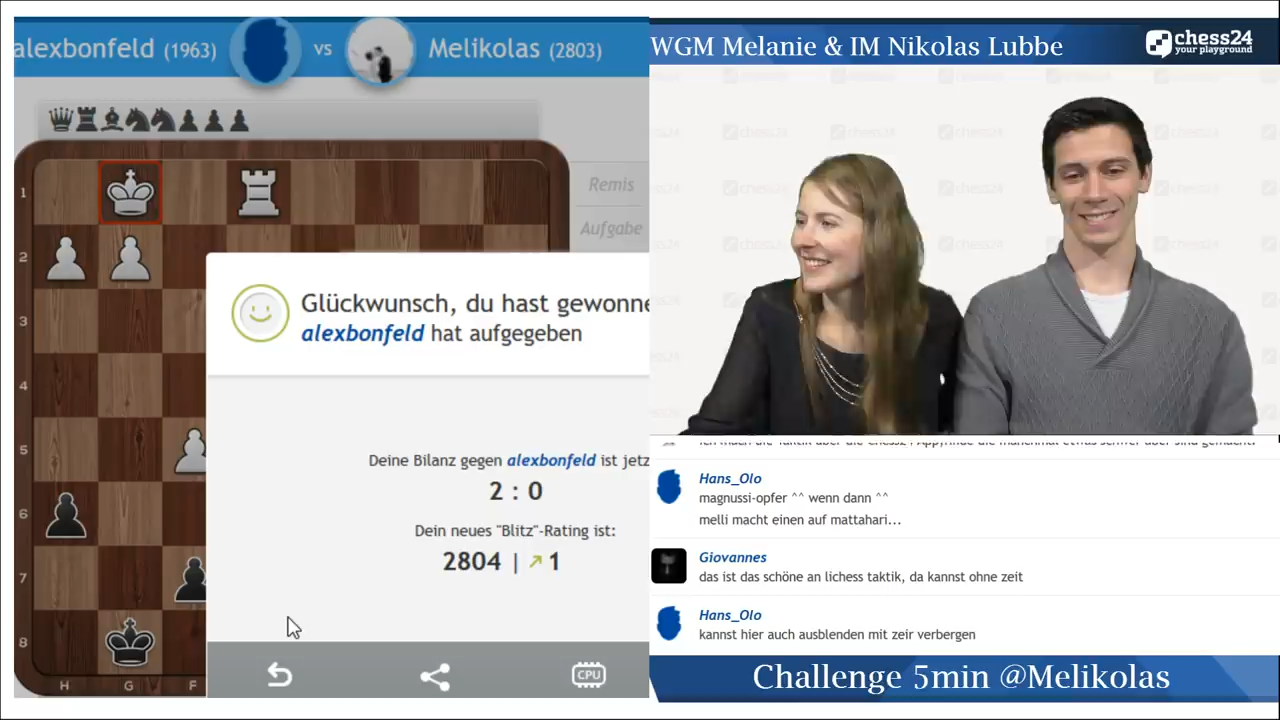 alexbonfeld (1963) vs Melikolas (2803)
WGM Melanie & IM Nikolas Lubbe
chess24
your playground
1
Remis
Aufgabe
2
3
4
5
6
7
8
H G F
Glückwunsch, du hast gewonne
alexbonfeld hat aufgegeben
Deine Bilanz gegen alexbonfeld ist jetz
2 : 0
Dein neues "Blitz"-Rating ist:
2804 | 1
CPU
chess24 chess24 chess24
Hans_Olo
magnussi-opfer ^^ wenn dann ^^
melli macht einen auf mattahari...
Giovannes
das ist das schöne an lichess taktik, da kannst ohne zeit
Hans_Olo
kannst hier auch ausblenden mit zeir verbergen
Challenge 5min @Melikolas